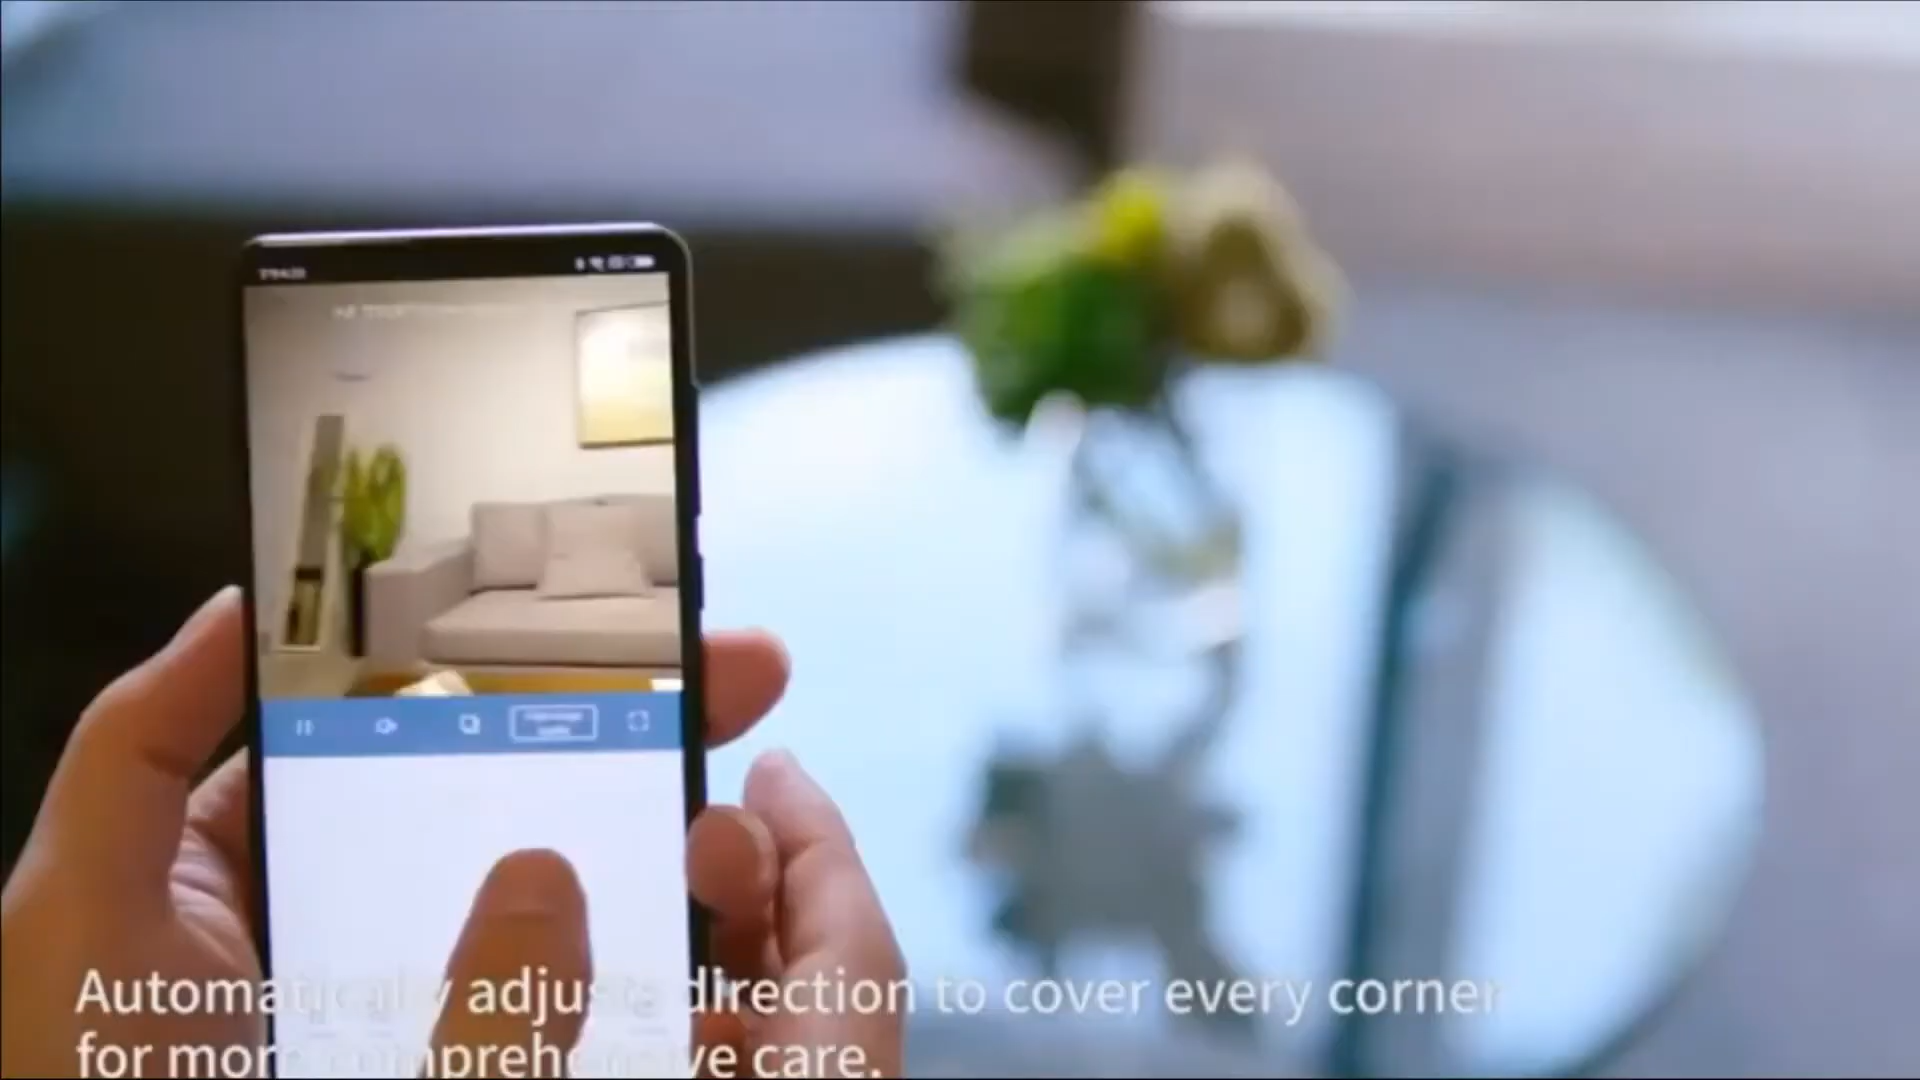 Automatically adjusts direction to cover every corner
for more comprehensive care.